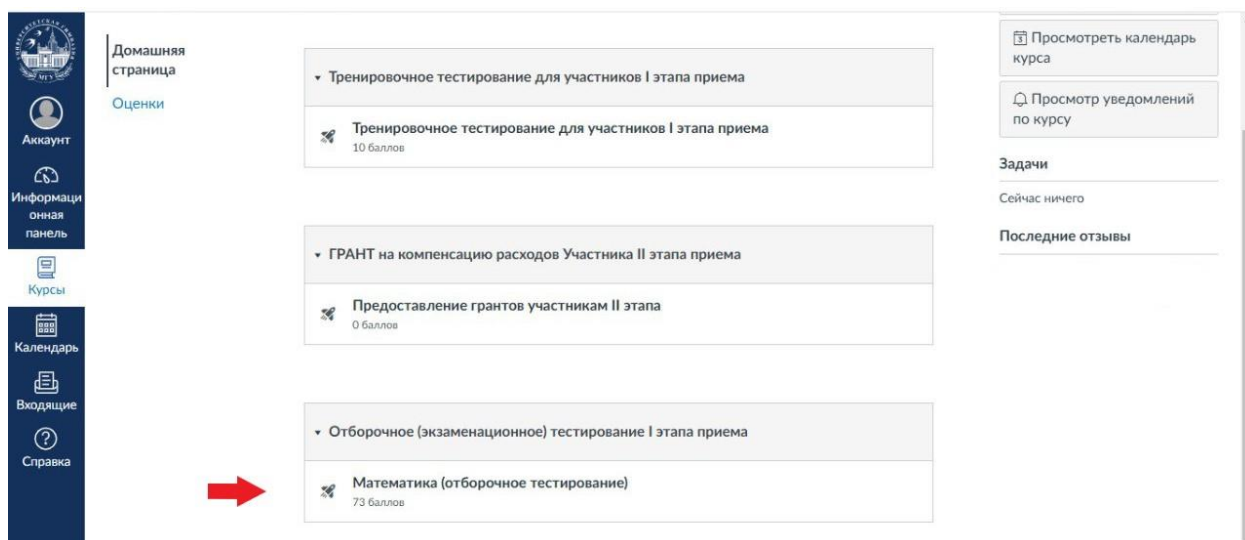 МГУ
Аккаунт
Информаци
онная
панель
Курсы
Календарь
Входящие
Справка
Домашняя
страница
Оценки
Тренировочное тестирование для участников I этапа приема
Тренировочное тестирование для участников I этапа приема
10 баллов
ГРАНТ на компенсацию расходов Участника II этапа приема
Предоставление грантов участникам II этапа
0 баллов
Отборочное (экзаменационное) тестирование I этапа приема
Математика (отборочное тестирование)
73 баллов
Просмотреть календарь
курса
Просмотр уведомлений
по курсу
Задачи
Сейчас ничего
Последние отзывы